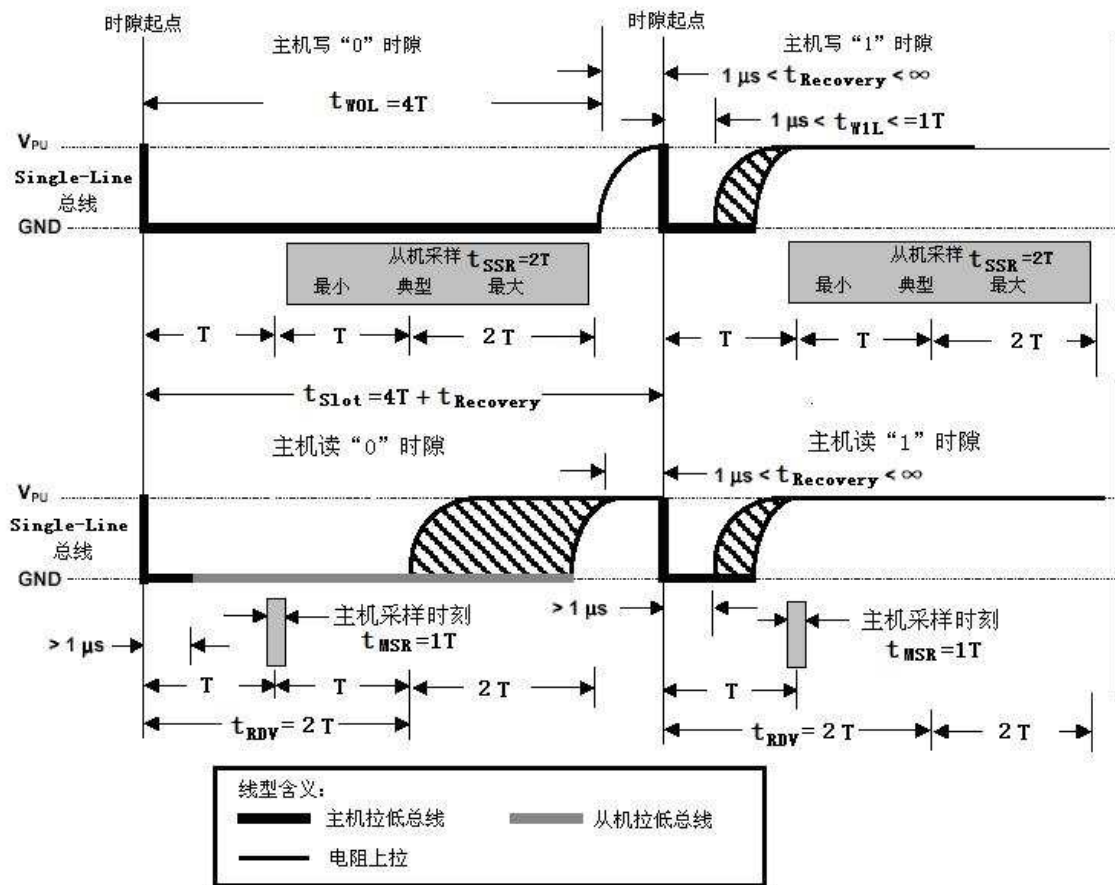 时隙起点
时隙起点
主机写“0”时隙
主机写“1”时隙
1 μs < tRecovery < ∞
tWOL =4T
1 μs < tW1L <=1T
VPU
Single-Line
总线
GND
从机采样 tSSR=2T
最小 典型 最大
从机采样 tSSR=2T
最小 典型 最大
T T 2T
T T 2T
tSlot =4T + tRecovery
主机读“0”时隙
主机读“1”时隙
1 μs < tRecovery < ∞
VPU
Single-Line
总线
GND
> 1 μs
主机采样时刻
tMSR=1T
> 1 μs
主机采样时刻
tMSR=1T
T T 2T
T
tRDV= 2T
tRDV= 2T 2T
线型含义：
主机拉低总线
从机拉低总线
电阻上拉